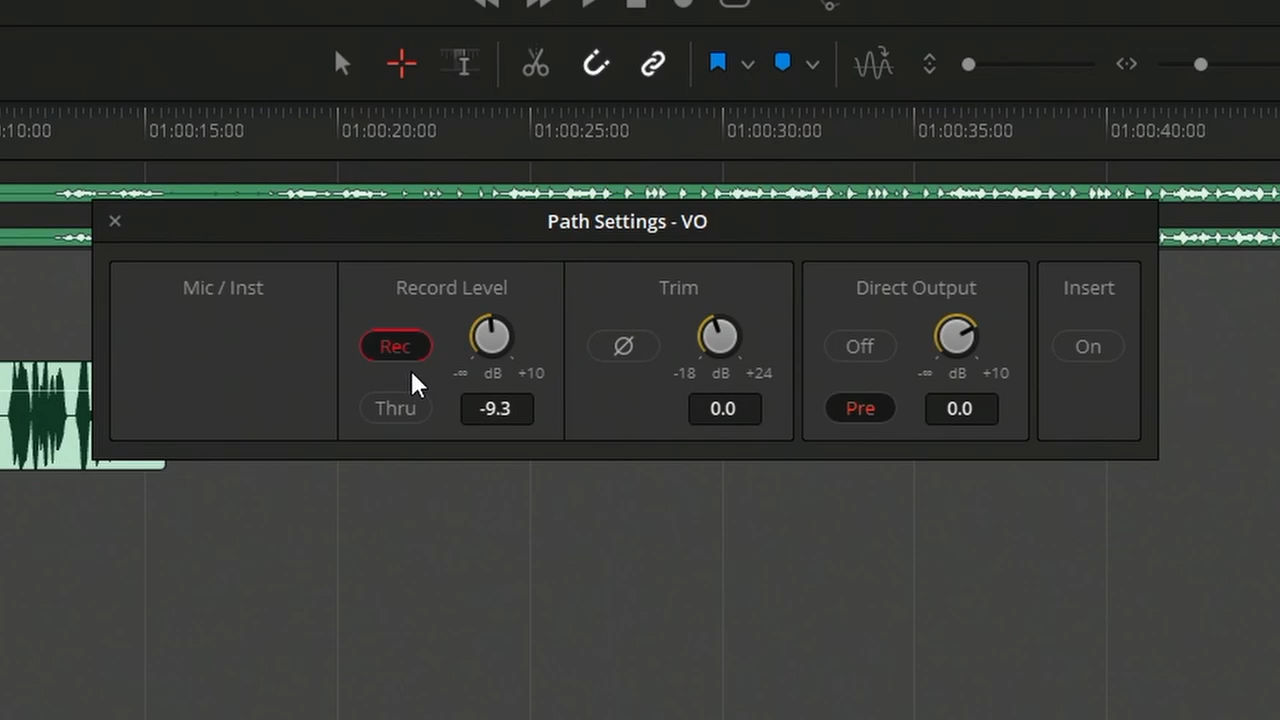 :10:00 01:00:15:00 01:00:20:00 01:00:25:00 01:00:30:00 01:00:35:00 01:00:40:00
Path Settings - VO
Mic / Inst Record Level Trim Direct Output Insert
Rec Ø Off On
-∞ dB +10 -18 dB +24 -∞ dB +10
Thru -9.3 0.0 Pre 0.0